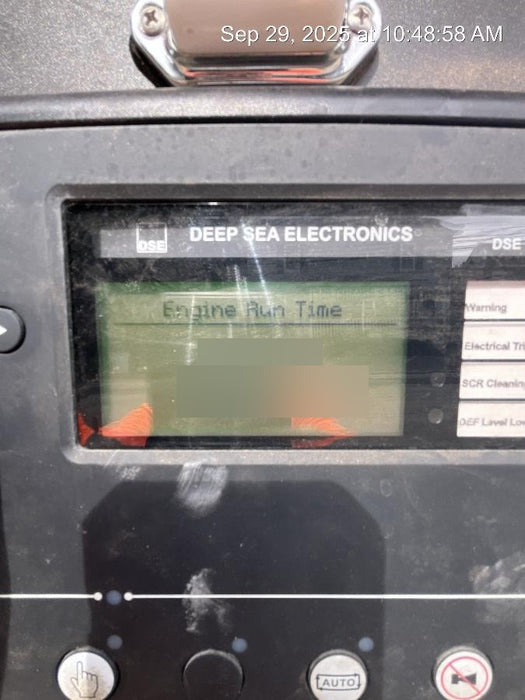 Sep 29, 2025 at 10:48:58 AM
DSE
DEEP SEA ELECTRONICS
DSE
Engine Run Time
Warning
Electrical Tri
SCR Cleaning
DEF Level Low
AUTO